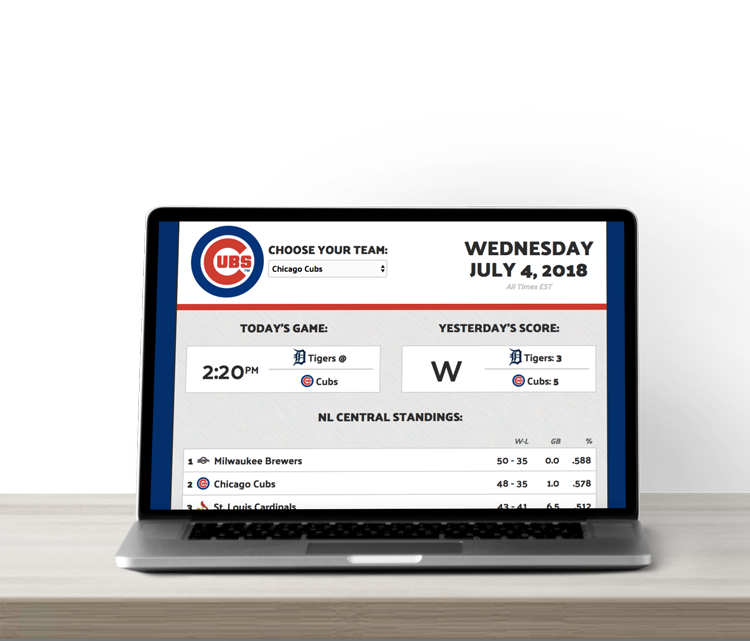 CUBS
TM
CHOOSE YOUR TEAM:
Chicago Cubs
WEDNESDAY
JULY 4, 2018
All Times EST
TODAY'S GAME:
2:20PM
D Tigers @
Cubs
YESTERDAY'S SCORE:
W
D Tigers: 3
Cubs: 5
NL CENTRAL STANDINGS:
W-L GB %
1 Milwaukee Brewers 50 - 35 0.0 .588
2 Chicago Cubs 48 - 35 1.0 .578
3 St. Louis Cardinals 43 - 41 6.5 .512